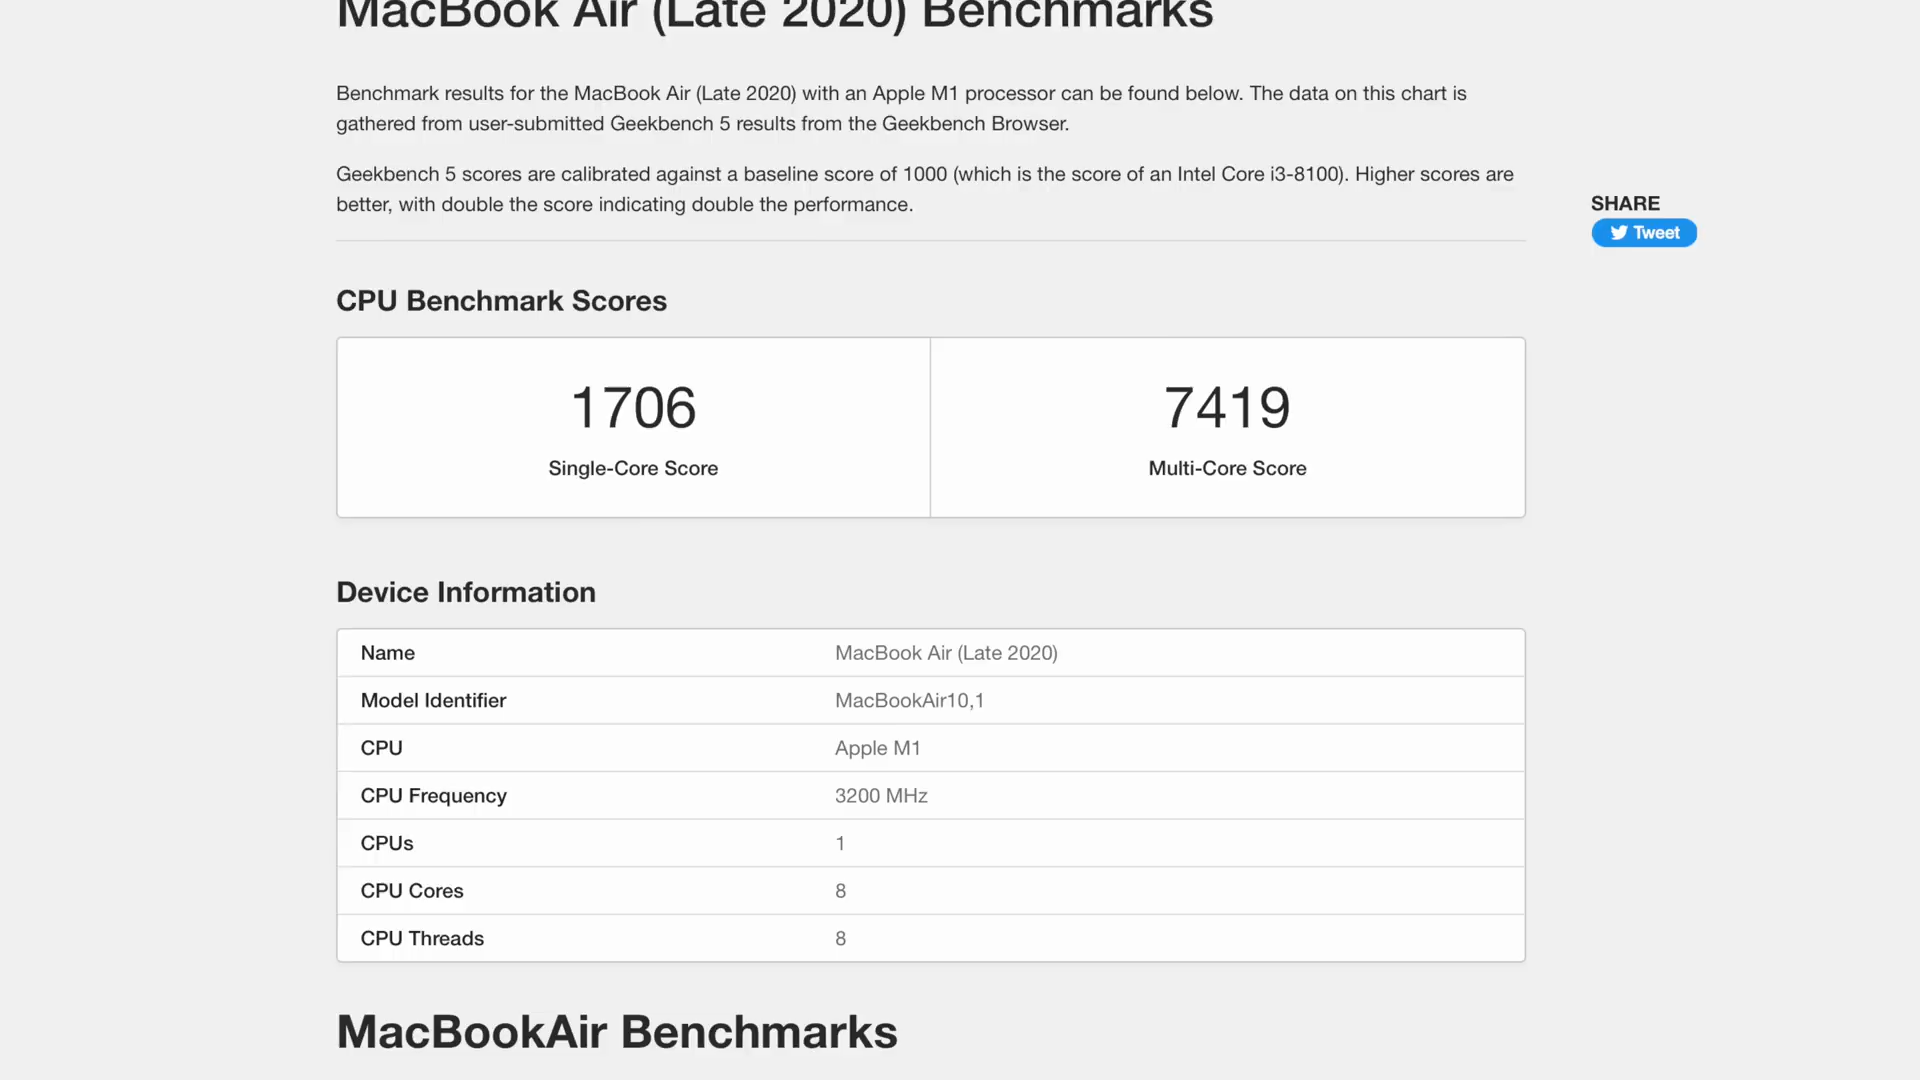 MacBook Air (Late 2020) Benchmarks
Benchmark results for the MacBook Air (Late 2020) with an Apple M1 processor can be found below. The data on this chart is
gathered from user-submitted Geekbench 5 results from the Geekbench Browser.
Geekbench 5 scores are calibrated against a baseline score of 1000 (which is the score of an Intel Core i3-8100). Higher scores are
better, with double the score indicating double the performance.
SHARE
Tweet
CPU Benchmark Scores
1706
Single-Core Score
7419
Multi-Core Score
Device Information
Name MacBook Air (Late 2020)
Model Identifier MacBookAir10,1
CPU Apple M1
CPU Frequency 3200 MHz
CPUs 1
CPU Cores 8
CPU Threads 8
MacBookAir Benchmarks